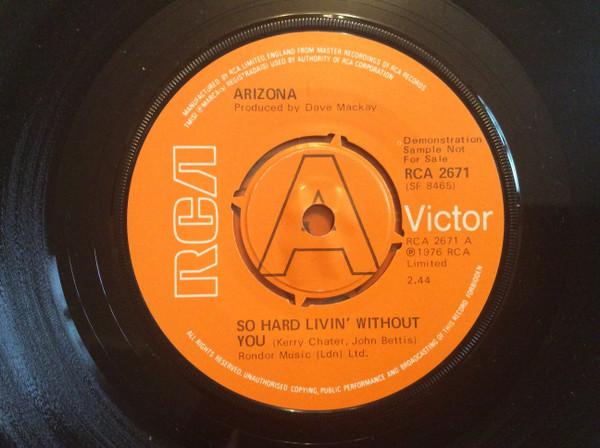 MANUFACTURED BY RCA LIMITED, ENGLAND FROM MASTER RECORDINGS OF RCA RECORDS
TM(S) ® MARCA(S) REGISTRADA(S) USED BY AUTHORITY OF RCA CORPORATION
ARIZONA
Produced by Dave Mackay
Demonstration
Sample Not
For Sale
RCA 2671
(SF 8465)
RCA
A
Victor
RCA 2671 A
℗1976 RCA
Limited
2.44
SO HARD LIVIN' WITHOUT
YOU (Kerry Chater, John Bettis)
Rondor Music (Ldn) Ltd.
ALL RIGHTS RESERVED. UNAUTHORISED COPYING, PUBLIC PERFORMANCE AND BROADCASTING OF THIS RECORD FORBIDDEN